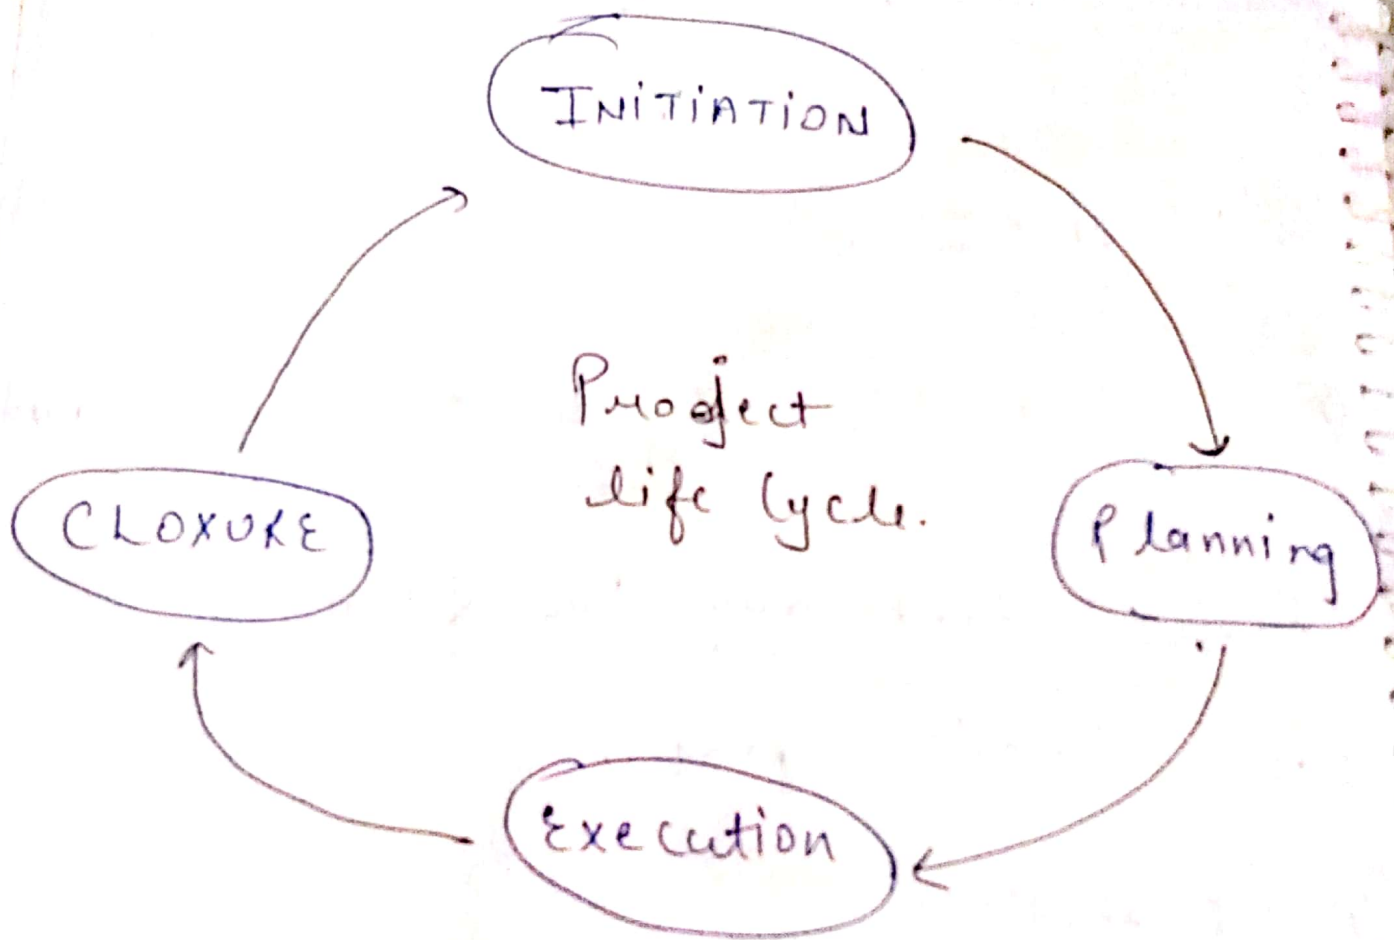 INITIATION
Project
life Cycle.
CLOXURE
Planning
Execution